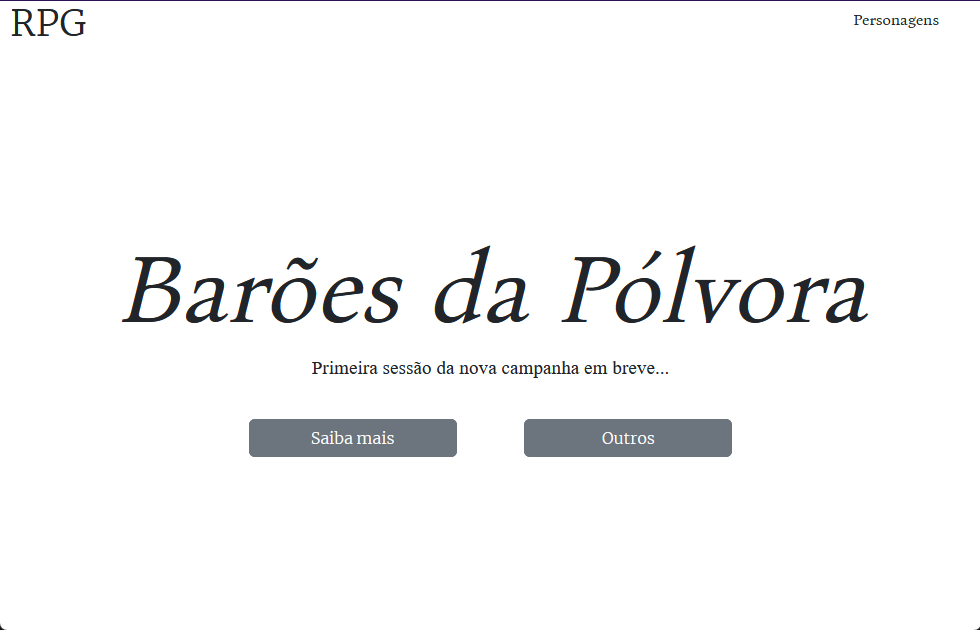 RPG
Personagens
Barões da Pólvora
Primeira sessão da nova campanha em breve...
Saiba mais
Outros